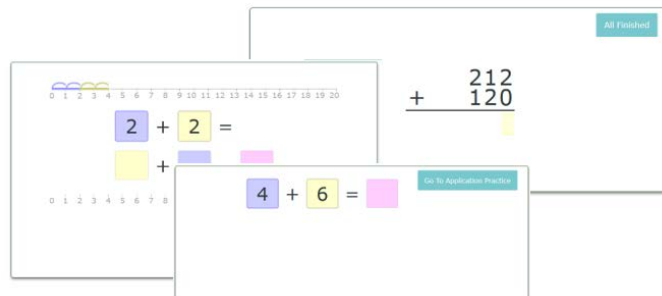 All Finished
212
+ 120
0 1 2 3 4 5 6 7 8 9 10 11 12 13 14 15 16 17 18 19 20
2 + 2 =
+
0 1 2 3 4 5 6 7 8
4 + 6 =
Go To Application Practice